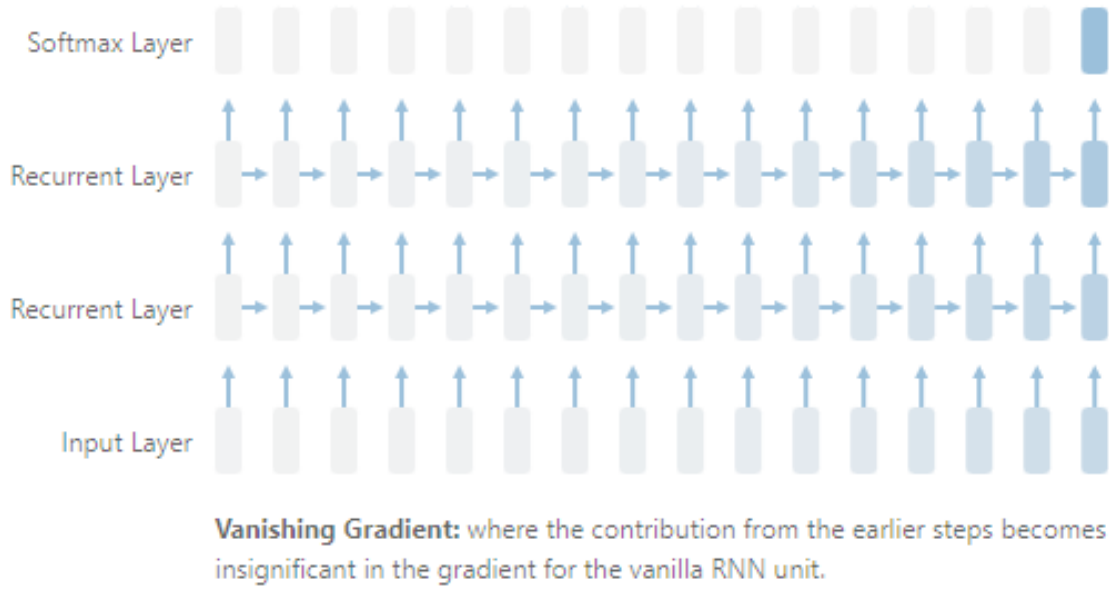 Softmax Layer
Recurrent Layer
Recurrent Layer
Input Layer
Vanishing Gradient: where the contribution from the earlier steps becomes
insignificant in the gradient for the vanilla RNN unit.